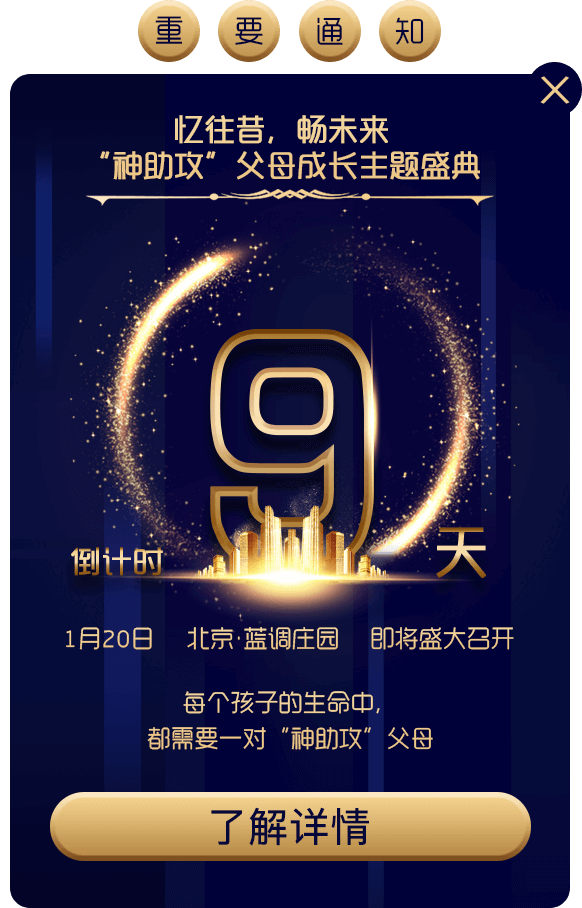 重要通知
忆往昔，畅未来
“神助攻”父母成长主题盛典
9
倒计时 天
1月20日 北京·蓝调庄园 即将盛大召开
每个孩子的生命中,
都需要一对“神助攻”父母
了解详情